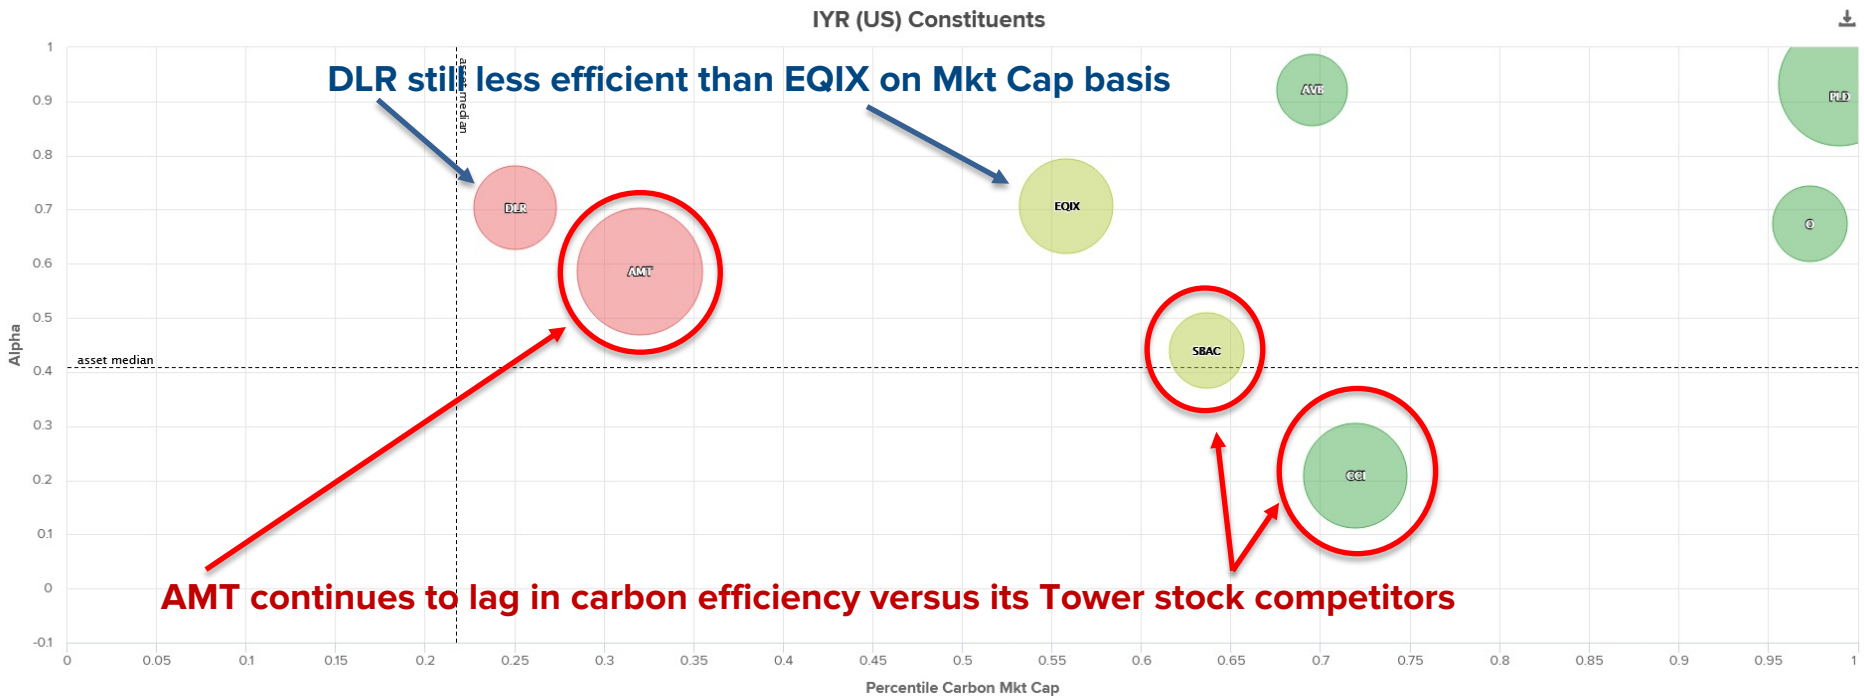 IYR (US) Constituents
DLR still less efficient than EQIX on Mkt Cap basis
asset median
1
0.9
0.8
0.7
0.6
0.5
0.4
0.3
0.2
0.1
0
-0.1
Alpha
AVB
PLD
DLR
EQIX
O
AMT
SBAC
asset median
CCI
AMT continues to lag in carbon efficiency versus its Tower stock competitors
0 0.05 0.1 0.15 0.2 0.25 0.3 0.35 0.4 0.45 0.5 0.55 0.6 0.65 0.7 0.75 0.8 0.85 0.9 0.95 1
Percentile Carbon Mkt Cap